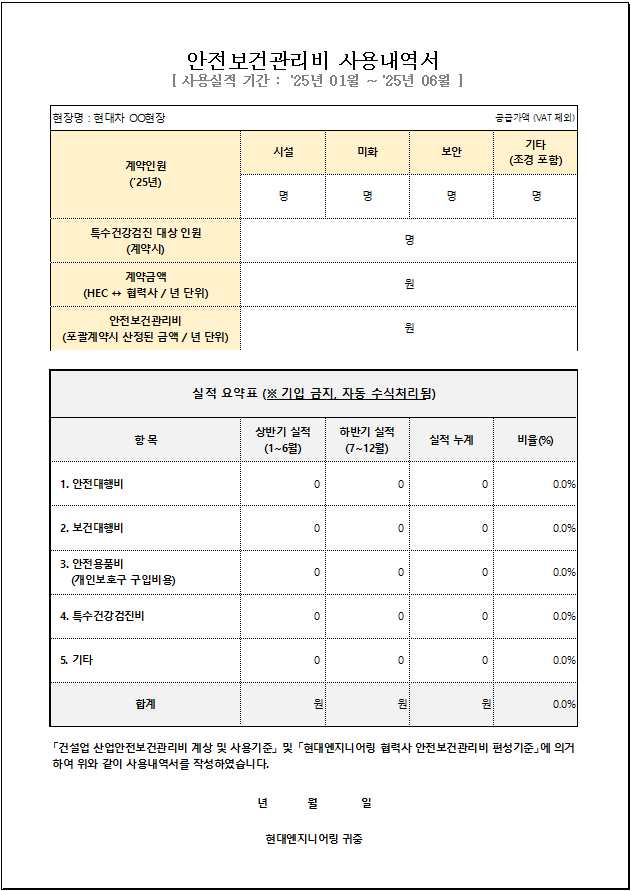 안전보건관리비 사용내역서
[ 사용실적 기간 : '25년 01월 ~ '25년 06월 ]
현장명 : 현대차 OO현장 공급가액 (VAT 제외)
계약인원
('25년)
시설 미화 보안 기타
(조경 포함)
명 명 명 명
특수건강검진 대상 인원
(계약시)
명
계약금액
(HEC ↔ 협력사 / 년 단위)
원
안전보건관리비
(포괄계약시 산정된 금액 / 년 단위)
원
실적 요약표 (※ 기입 금지, 자동 수식처리됨)
항 목 상반기 실적
(1~6월)
하반기 실적
(7~12월)
실적 누계 비율(%)
1. 안전대행비 0 0 0 0.0%
2. 보건대행비 0 0 0 0.0%
3. 안전용품비
(개인보호구 구입비용)
0 0 0 0.0%
4. 특수건강검진비 0 0 0 0.0%
5. 기타 0 0 0 0.0%
합계 원 원 원 0.0%
「건설업 산업안전보건관리비 계상 및 사용기준」 및 「현대엔지니어링 협력사 안전보건관리비 편성기준」에 의거
하여 위와 같이 사용내역서를 작성하였습니다.
년 월 일
현대엔지니어링 귀중